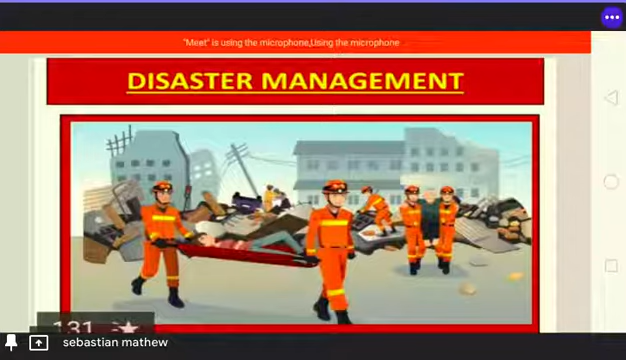 "Meet" is using the microphone,Using the microphone
DISASTER MANAGEMENT
131
sebastian mathew